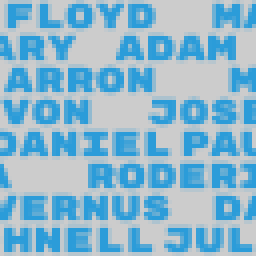 FLOYD MA
ARY ADAM
ARRON M
VON JOSE
DANIEL PAU
A RODERI
VERNUS DA
HNELL JUL